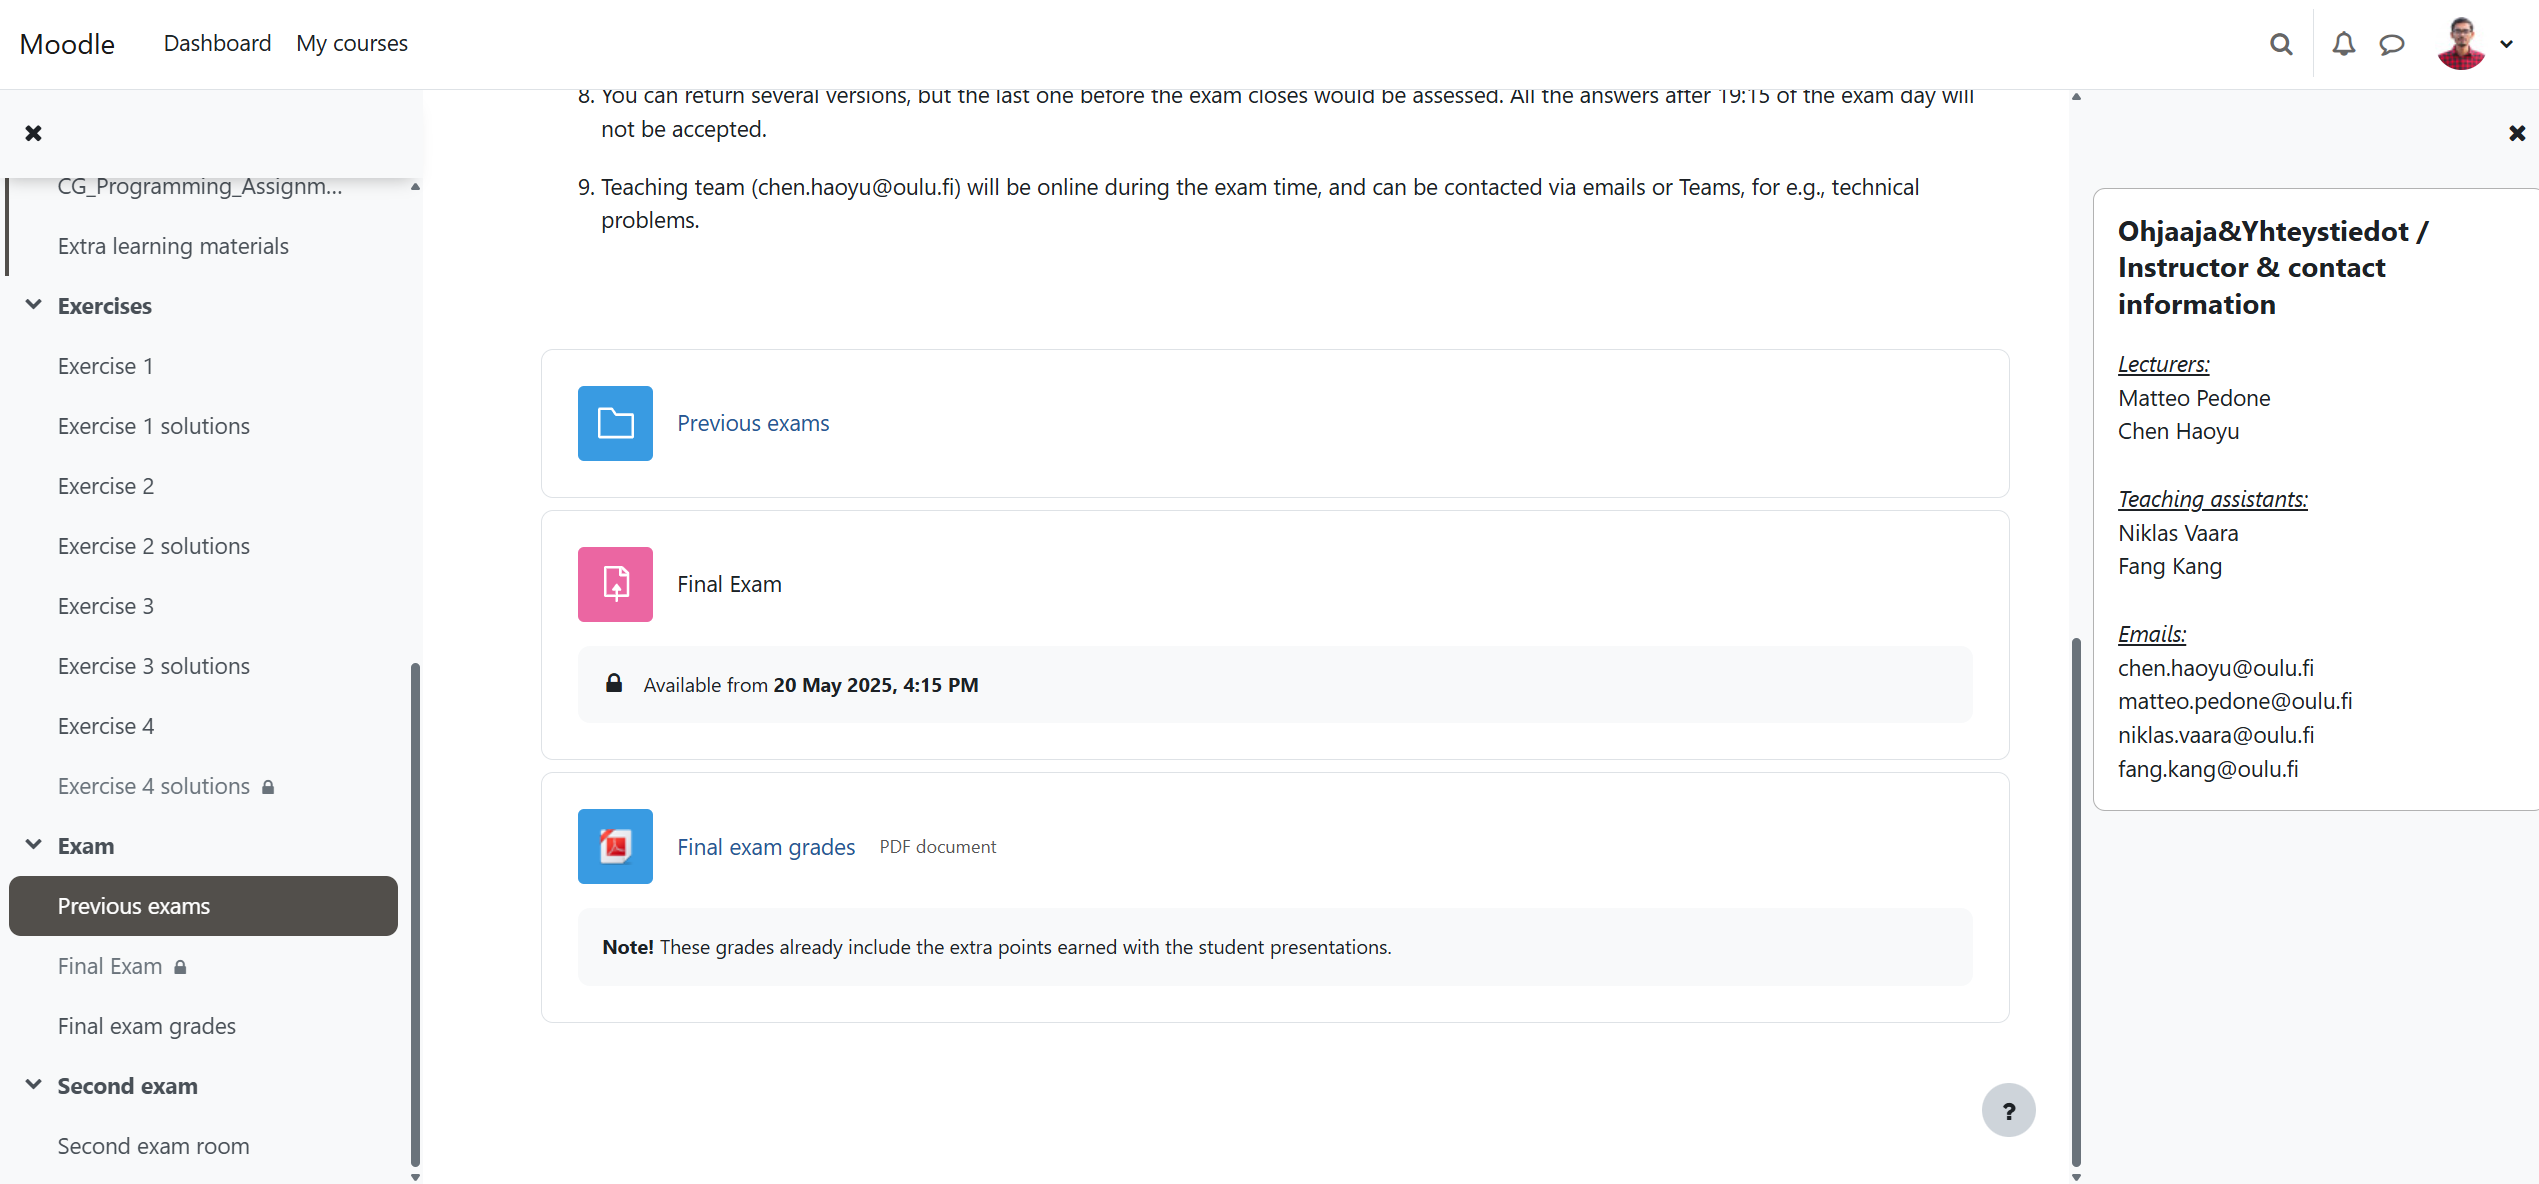 Moodle
Dashboard
My courses
CG_Programming_Assignm...
Extra learning materials
Exercises
Exercise 1
Exercise 1 solutions
Exercise 2
Exercise 2 solutions
Exercise 3
Exercise 3 solutions
Exercise 4
Exercise 4 solutions
Exam
Previous exams
Final Exam
Final exam grades
Second exam
Second exam room
8. You can return several versions, but the last one before the exam closes would be assessed. All the answers after 19:15 of the exam day will
not be accepted.
9. Teaching team (chen.haoyu@oulu.fi) will be online during the exam time, and can be contacted via emails or Teams, for e.g., technical
problems.
Previous exams
Final Exam
Available from 20 May 2025, 4:15 PM
Final exam grades
PDF document
Note! These grades already include the extra points earned with the student presentations.
?
Ohjaaja&Yhteystiedot /
Instructor & contact
information
Lecturers:
Matteo Pedone
Chen Haoyu
Teaching assistants:
Niklas Vaara
Fang Kang
Emails:
chen.haoyu@oulu.fi
matteo.pedone@oulu.fi
niklas.vaara@oulu.fi
fang.kang@oulu.fi